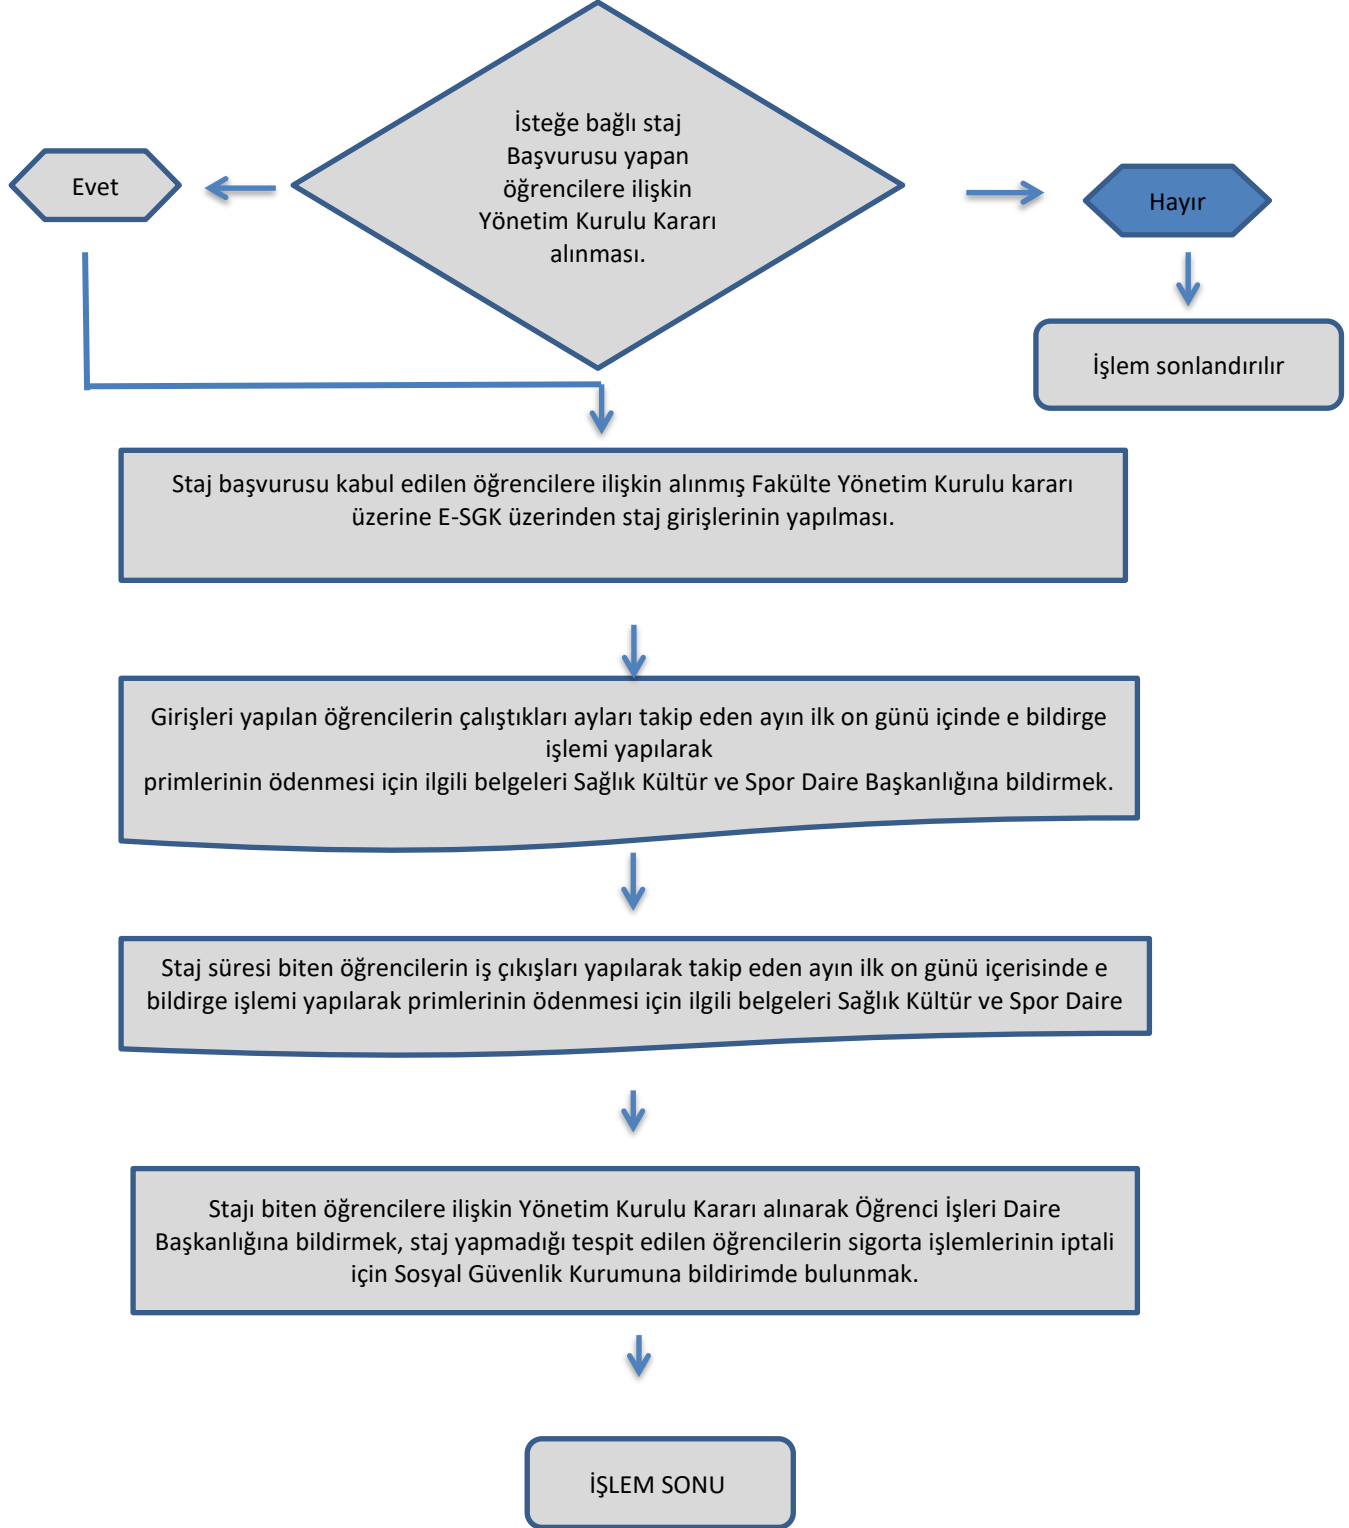 İsteğe bağlı staj
Başvurusu yapan
öğrencilere ilişkin
Yönetim Kurulu Kararı
alınması.
Evet
Hayır
İşlem sonlandırılır
Staj başvurusu kabul edilen öğrencilere ilişkin alınmış Fakülte Yönetim Kurulu kararı
üzerine E-SGK üzerinden staj girişlerinin yapılması.
Girişleri yapılan öğrencilerin çalıştıkları ayları takip eden ayın ilk on günü içinde e bildirge
işlemi yapılarak
primlerinin ödenmesi için ilgili belgeleri Sağlık Kültür ve Spor Daire Başkanlığına bildirmek.
Staj süresi biten öğrencilerin iş çıkışları yapılarak takip eden ayın ilk on günü içerisinde e
bildirge işlemi yapılarak primlerinin ödenmesi için ilgili belgeleri Sağlık Kültür ve Spor Daire
Stajı biten öğrencilere ilişkin Yönetim Kurulu Kararı alınarak Öğrenci İşleri Daire
Başkanlığına bildirmek, staj yapmadığı tespit edilen öğrencilerin sigorta işlemlerinin iptali
için Sosyal Güvenlik Kurumuna bildirimde bulunmak.
İŞLEM SONU